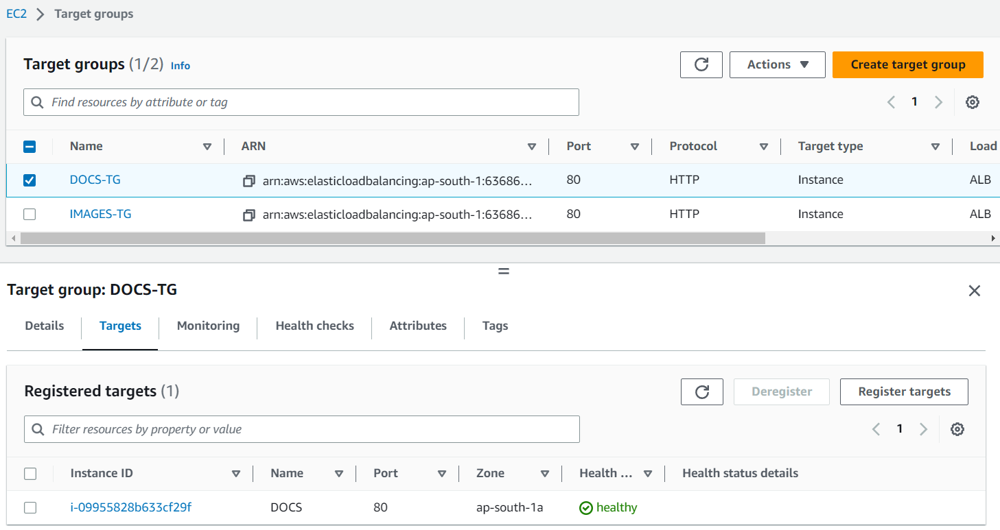 EC2 Target groups
Target groups (1/2) Info
Actions Create target group
Find resources by attribute or tag
1
Name ARN Port Protocol Target type Load
DOCS-TG arn:aws:elasticloadbalancing:ap-south-1:63686... 80 HTTP Instance ALB
IMAGES-TG arn:aws:elasticloadbalancing:ap-south-1:63686... 80 HTTP Instance ALB
Target group: DOCS-TG
Details Targets Monitoring Health checks Attributes Tags
Registered targets (1)
Deregister Register targets
Filter resources by property or value
1
Instance ID Name Port Zone Health ... Health status details
i-09955828b633cf29f DOCS 80 ap-south-1a healthy